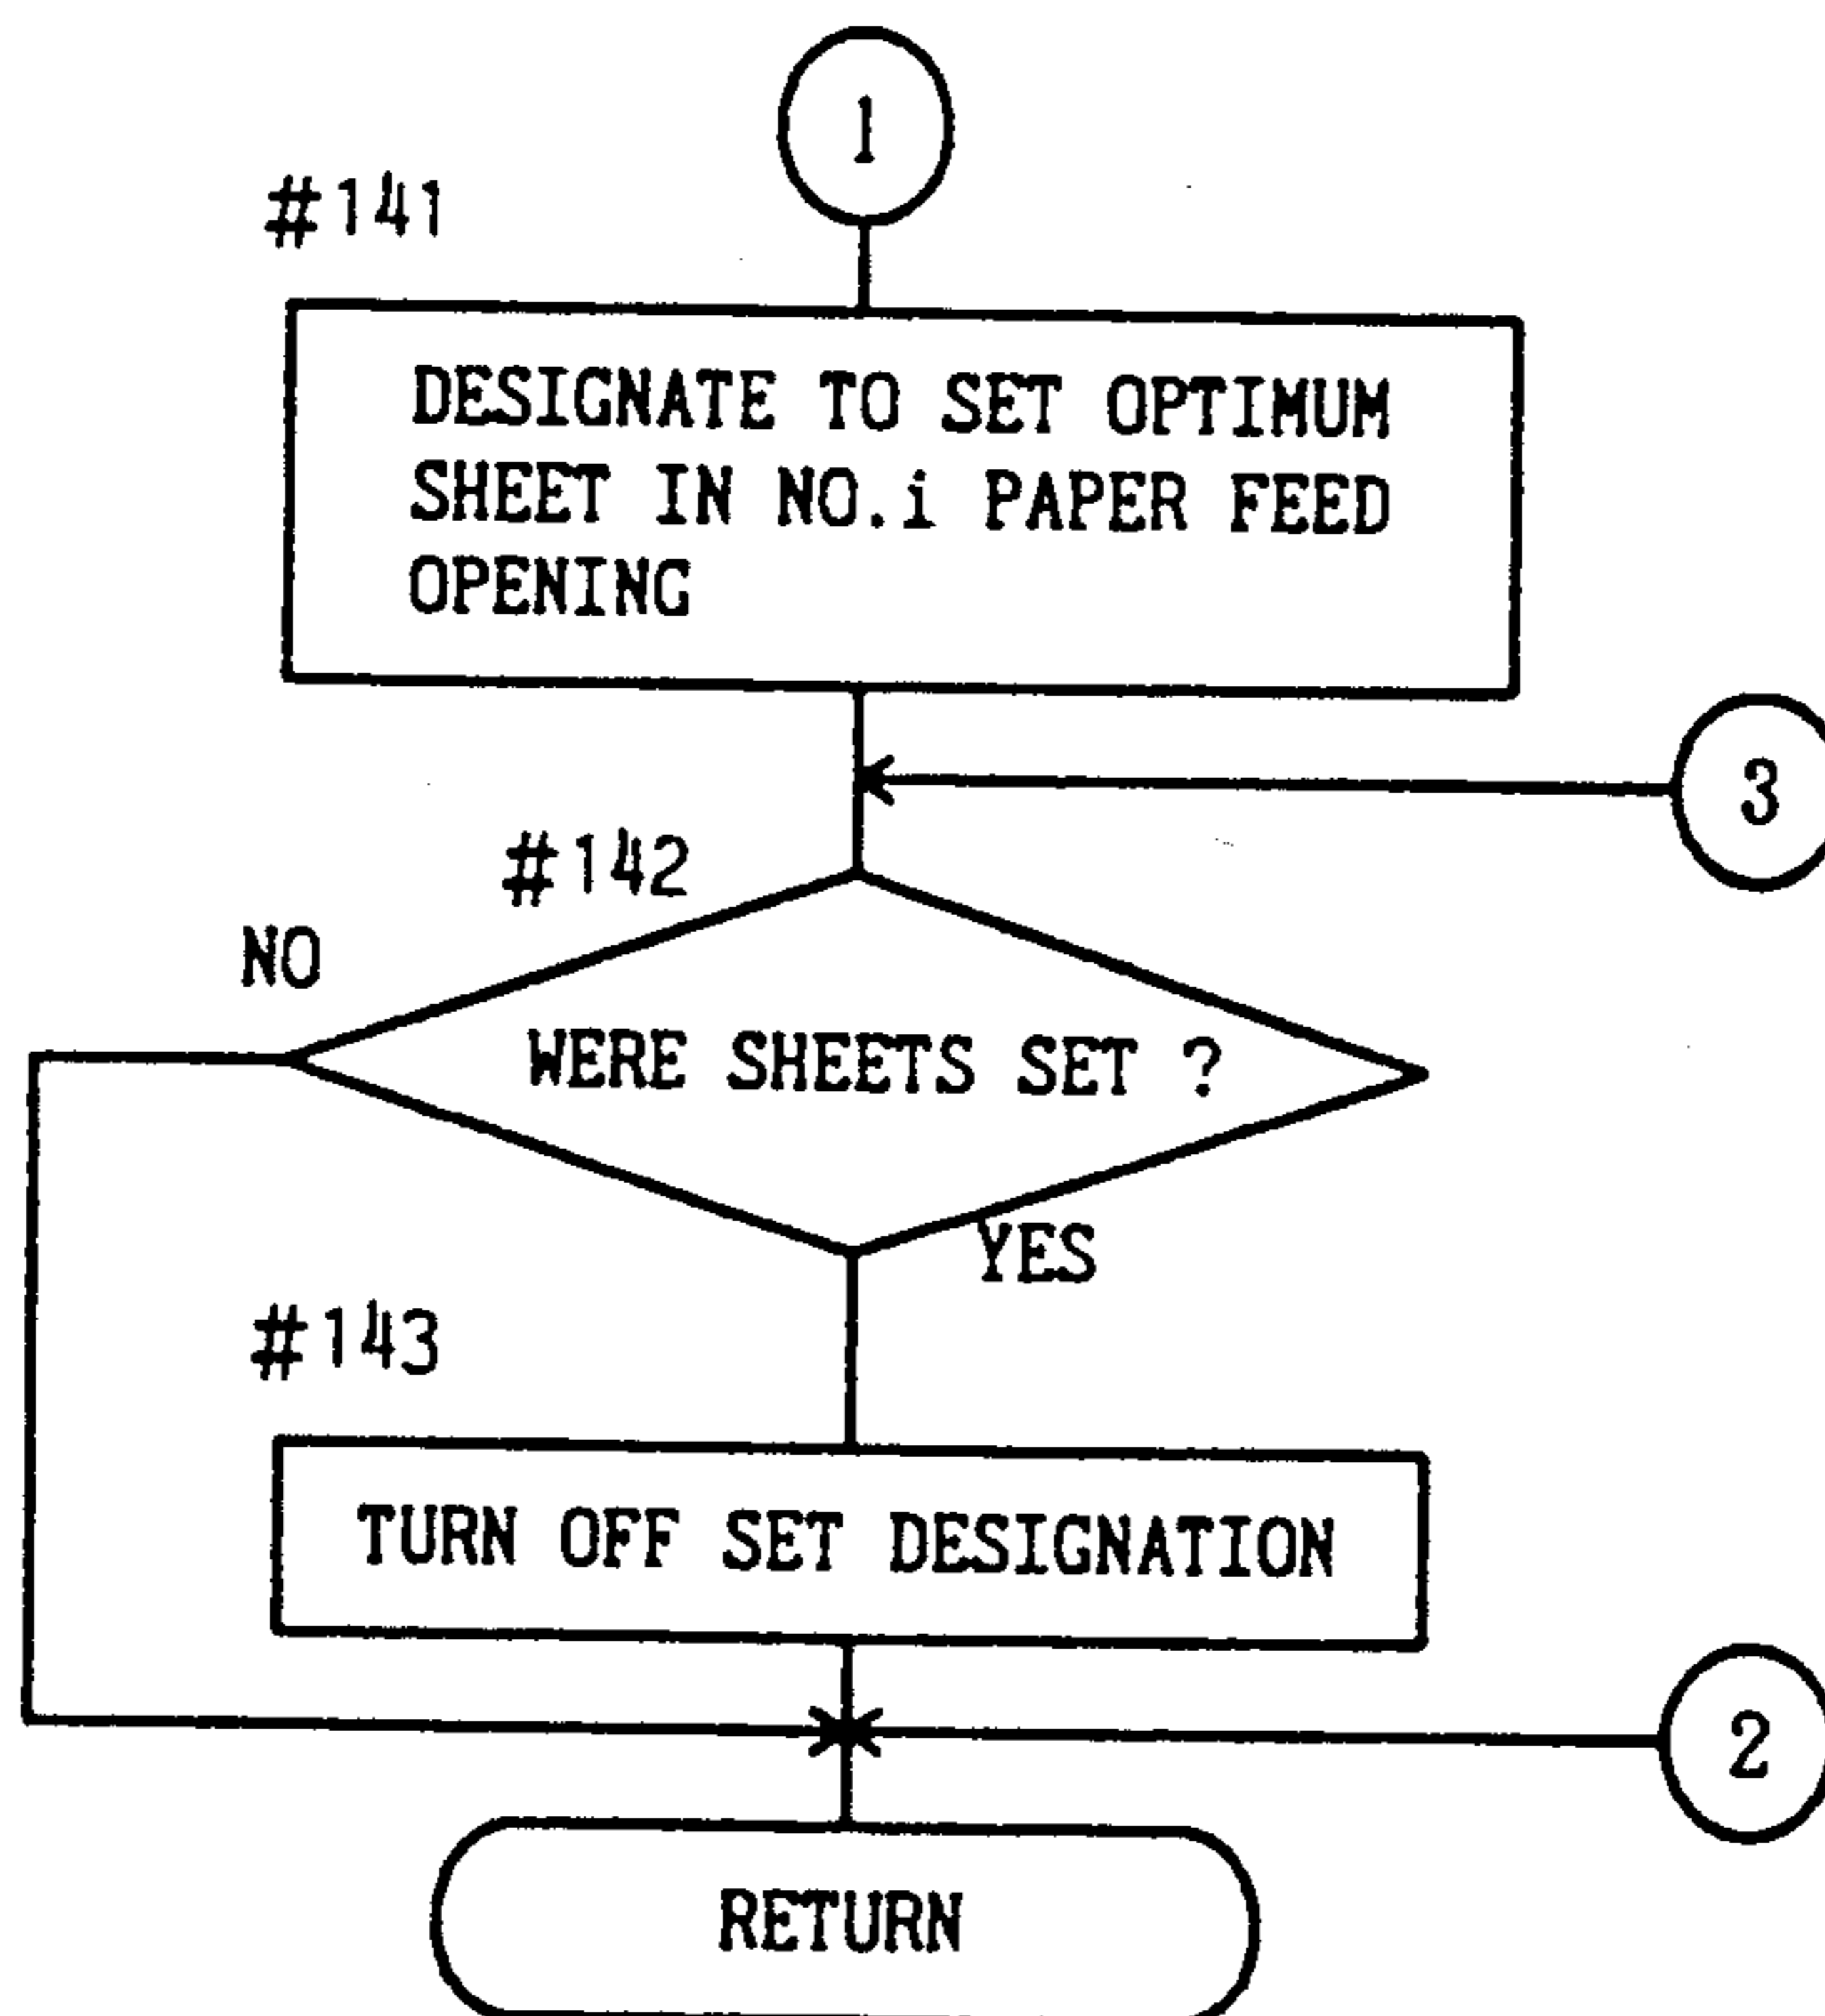 1
#141
DESIGNATE TO SET OPTIMUM
SHEET IN NO.i PAPER FEED
OPENING
3
#142
NO
WERE SHEETS SET ?
YES
#143
TURN OFF SET DESIGNATION
2
RETURN